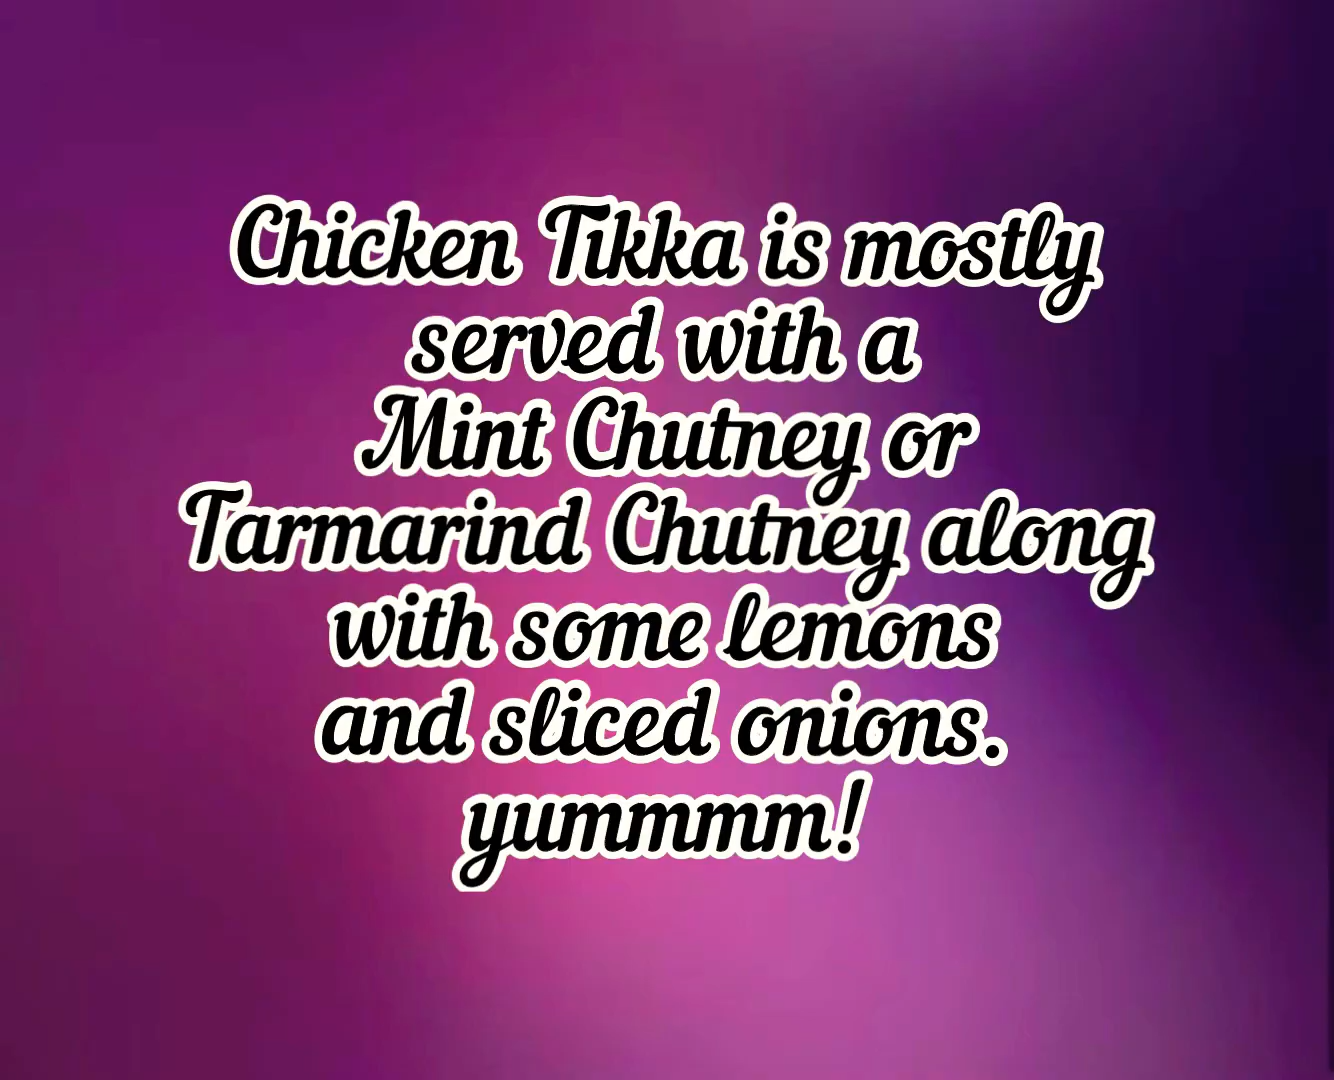 Chicken Tikka is mostly
served with a
Mint Chutney or
Tarmarind Chutney along
with some lemons
and sliced onions.
yummmm!